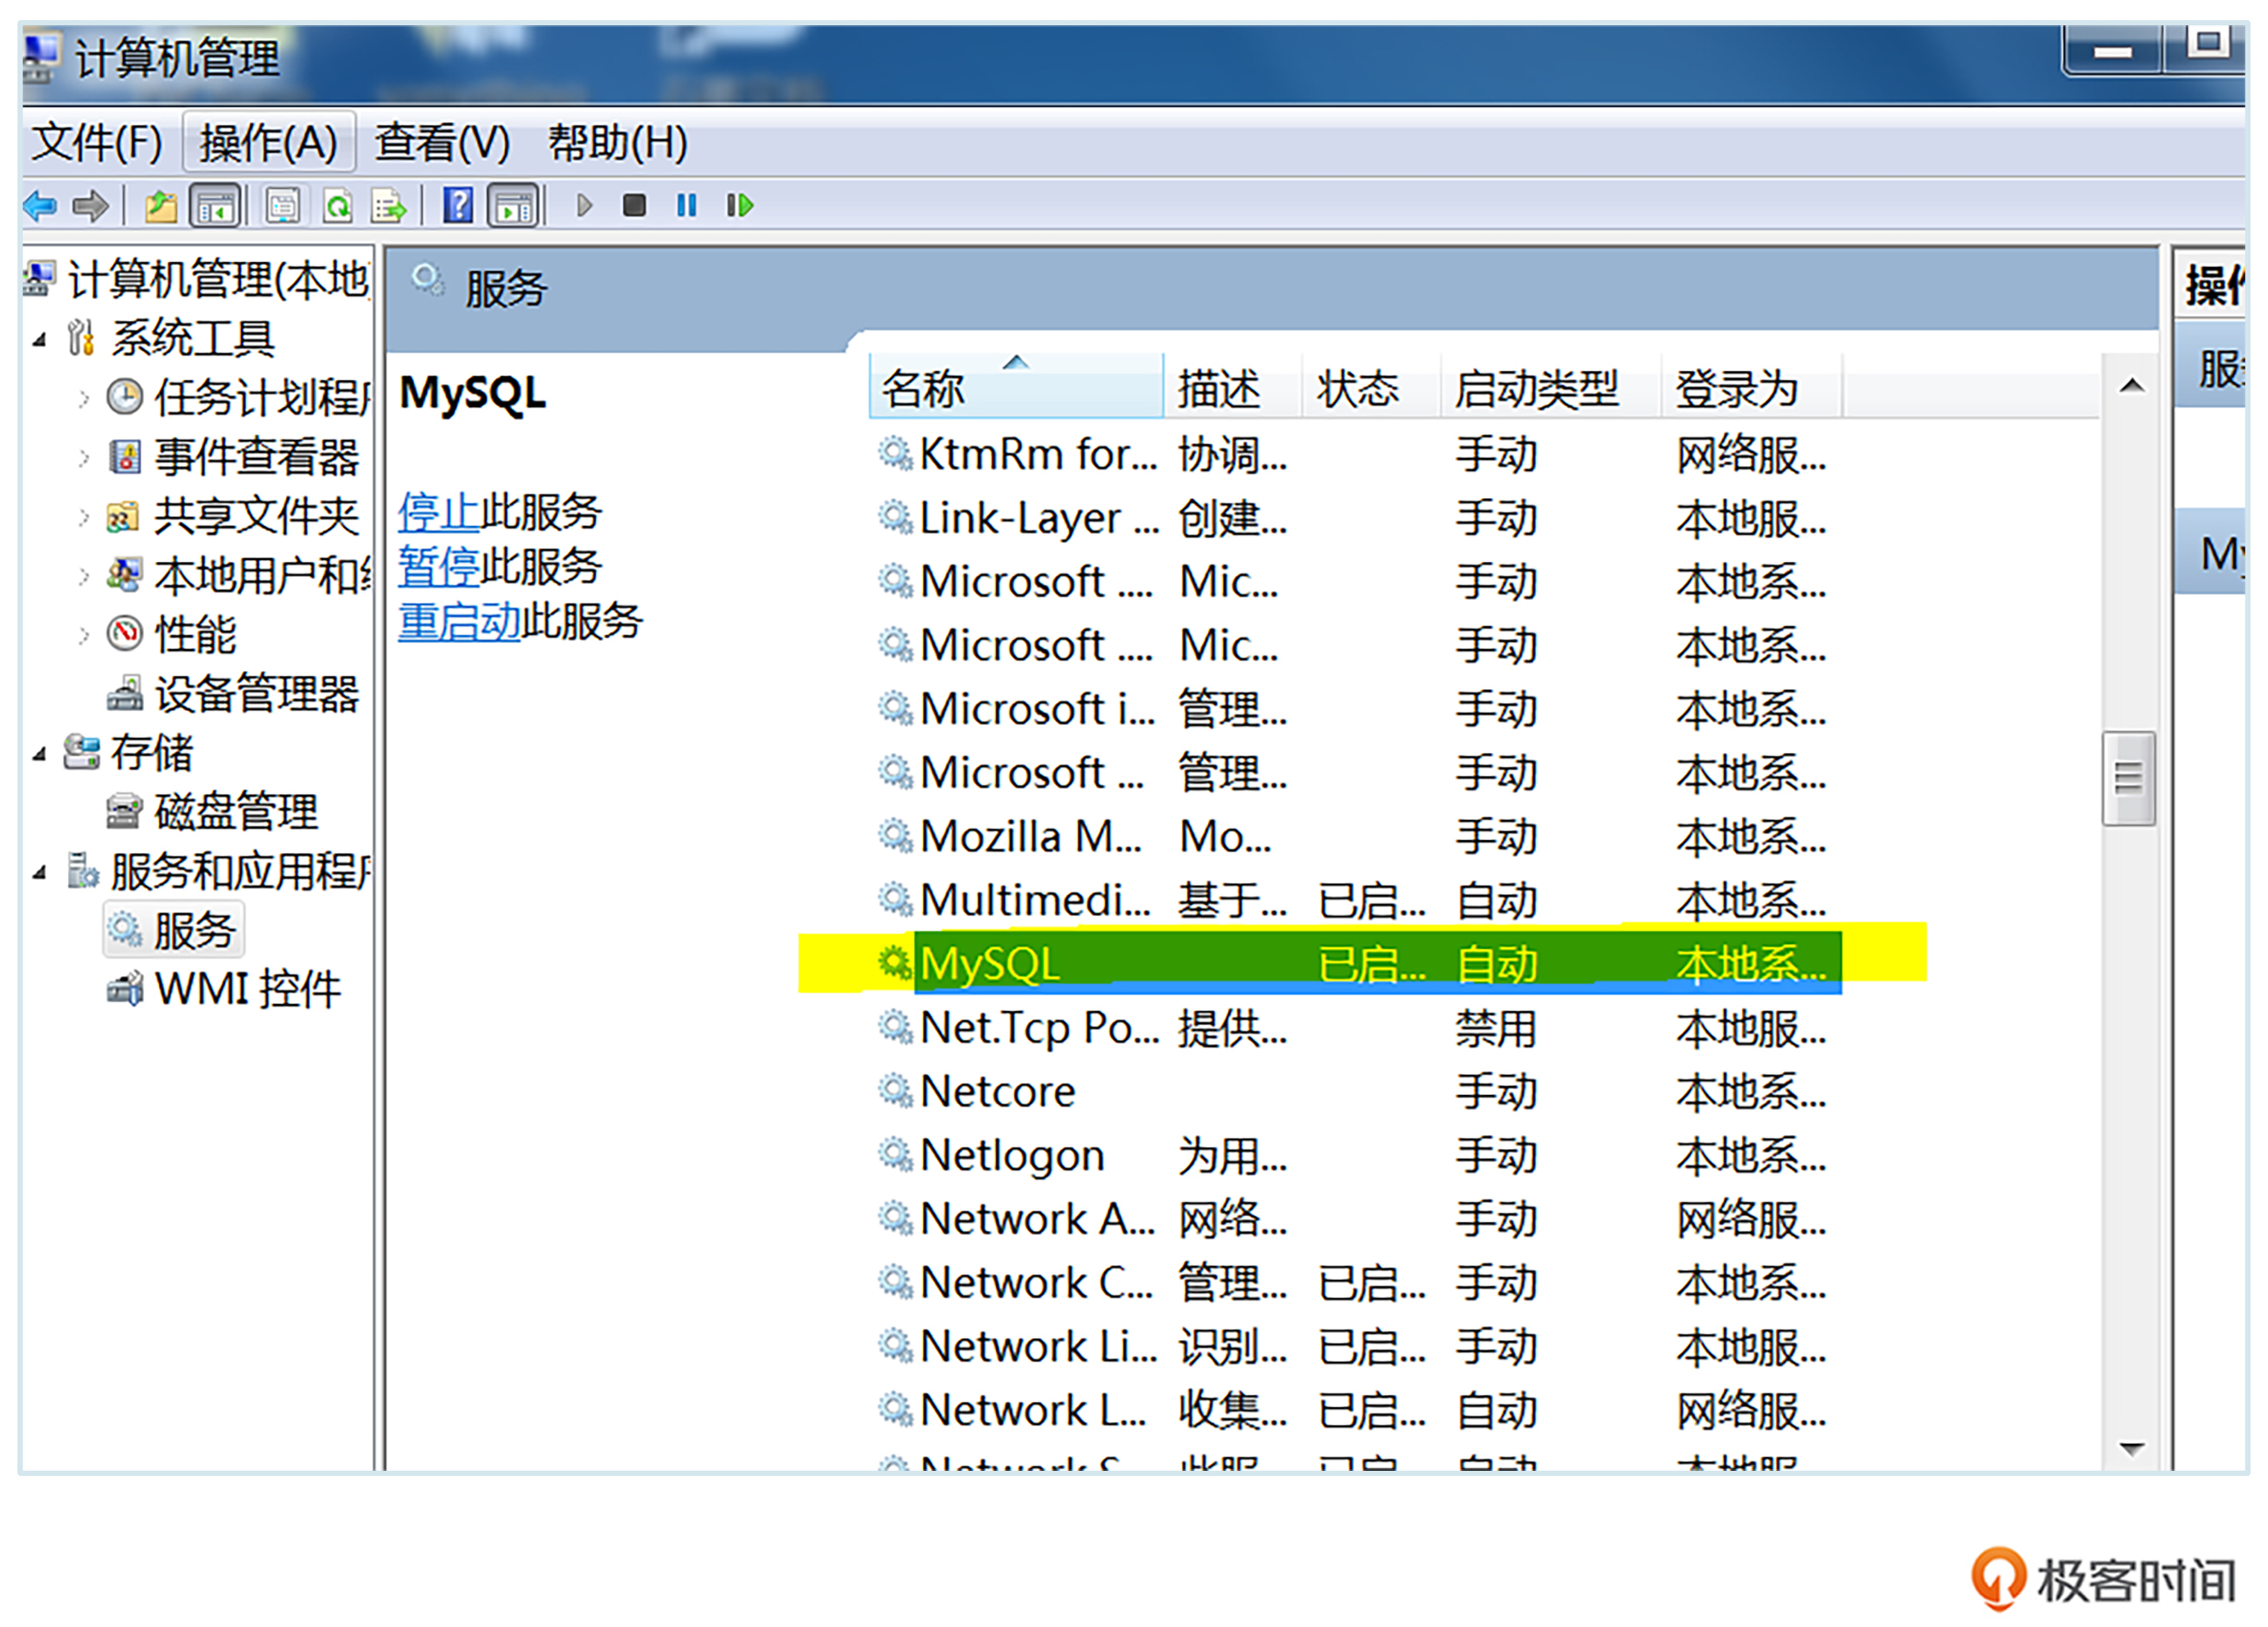 计算机管理
文件(F) 操作(A) 查看(V) 帮助(H)
计算机管理(本地
系统工具
任务计划程序
事件查看器
共享文件夹
本地用户和组
性能
设备管理器
存储
磁盘管理
服务和应用程序
服务
WMI 控件
服务
MySQL
停止此服务
暂停此服务
重启动此服务
名称 描述 状态 启动类型 登录为
KtmRm for... 协调... 手动 网络服...
Link-Layer ... 创建... 手动 本地服...
Microsoft .... Mic... 手动 本地系...
Microsoft .... Mic... 手动 本地系...
Microsoft i... 管理... 手动 本地系...
Microsoft ... 管理... 手动 本地系...
Mozilla M... Mo... 手动 本地系...
Multimedi... 基于... 已启... 自动 本地系...
MySQL 已启... 自动 本地系...
Net.Tcp Po... 提供... 禁用 本地服...
Netcore 手动 本地系...
Netlogon 为用... 手动 本地系...
Network A... 网络... 手动 网络服...
Network C... 管理... 已启... 手动 本地系...
Network Li... 识别... 已启... 手动 本地服...
Network L... 收集... 已启... 自动 网络服...
操作
服
My
极客时间